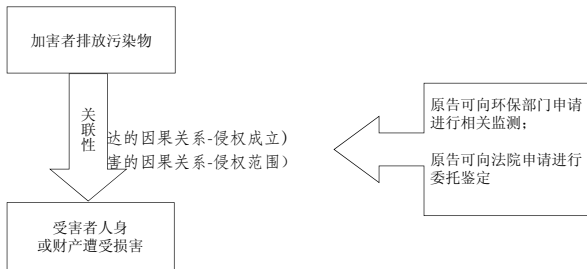 加害者排放污染物
关联性
达的因果关系-侵权成立)
害的因果关系-侵权范围）
受害者人身
或财产遭受损害
原告可向环保部门申请
进行相关监测；
原告可向法院申请进行
委托鉴定